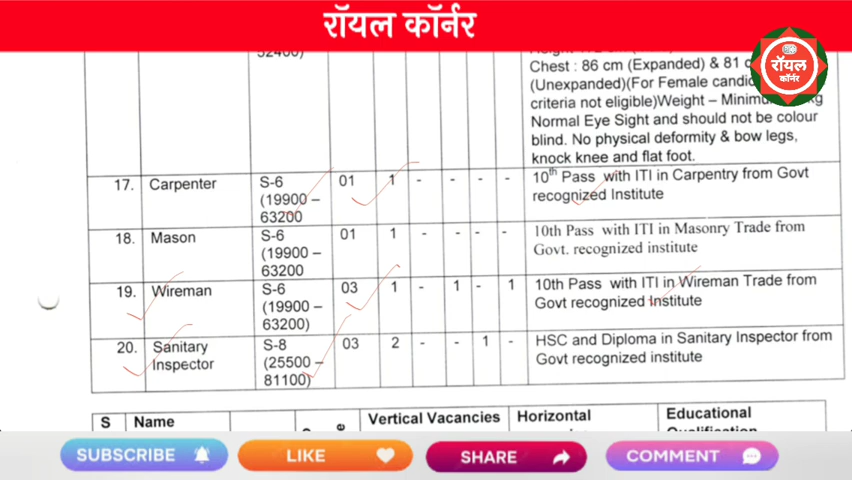 रॉयल कॉर्नर
रॉयल
कॉर्नर
Chest : 86 cm (Expanded) & 81
(Unexpanded)(For Female
criteria not eligible)Weight –
Normal Eye Sight and should not be colour
blind. No physical deformity & bow legs,
knock knee and flat foot.
17. Carpenter S-6 01 1 - - - - 10th Pass with ITI in Carpentry from Govt
(19900 – recognized Institute
63200
18. Mason S-6 01 1 - - - - 10th Pass with ITI in Masonry Trade from
(19900 – Govt. recognized institute
63200
19. Wireman S-6 03 1 - 1 - 1 10th Pass with ITI in Wireman Trade from
(19900 – Govt recognized Institute
63200)
20. Sanitary S-8 03 2 - - 1 - HSC and Diploma in Sanitary Inspector from
Inspector (25500 – Govt recognized institute
81100)
S Name Vertical Vacancies Horizontal Educational
SUBSCRIBE LIKE SHARE COMMENT